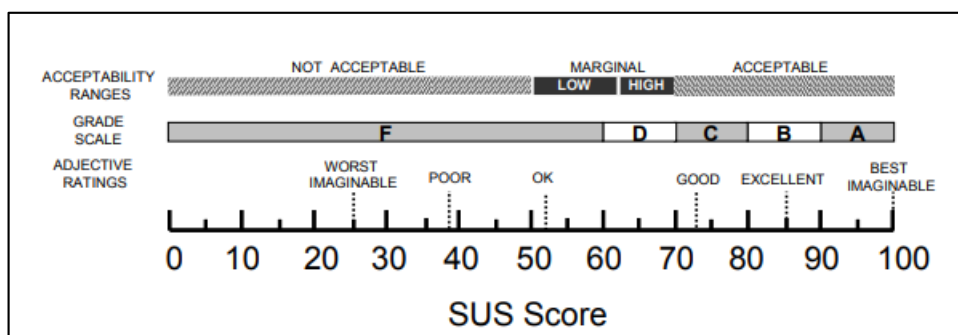 NOT ACCEPTABLE MARGINAL ACCEPTABLE
ACCEPTABILITY RANGES
LOW HIGH
GRADE SCALE
F D C B A
ADJECTIVE RATINGS
WORST IMAGINABLE
POOR
OK
GOOD
EXCELLENT
BEST IMAGINABLE
0 10 20 30 40 50 60 70 80 90 100
SUS Score